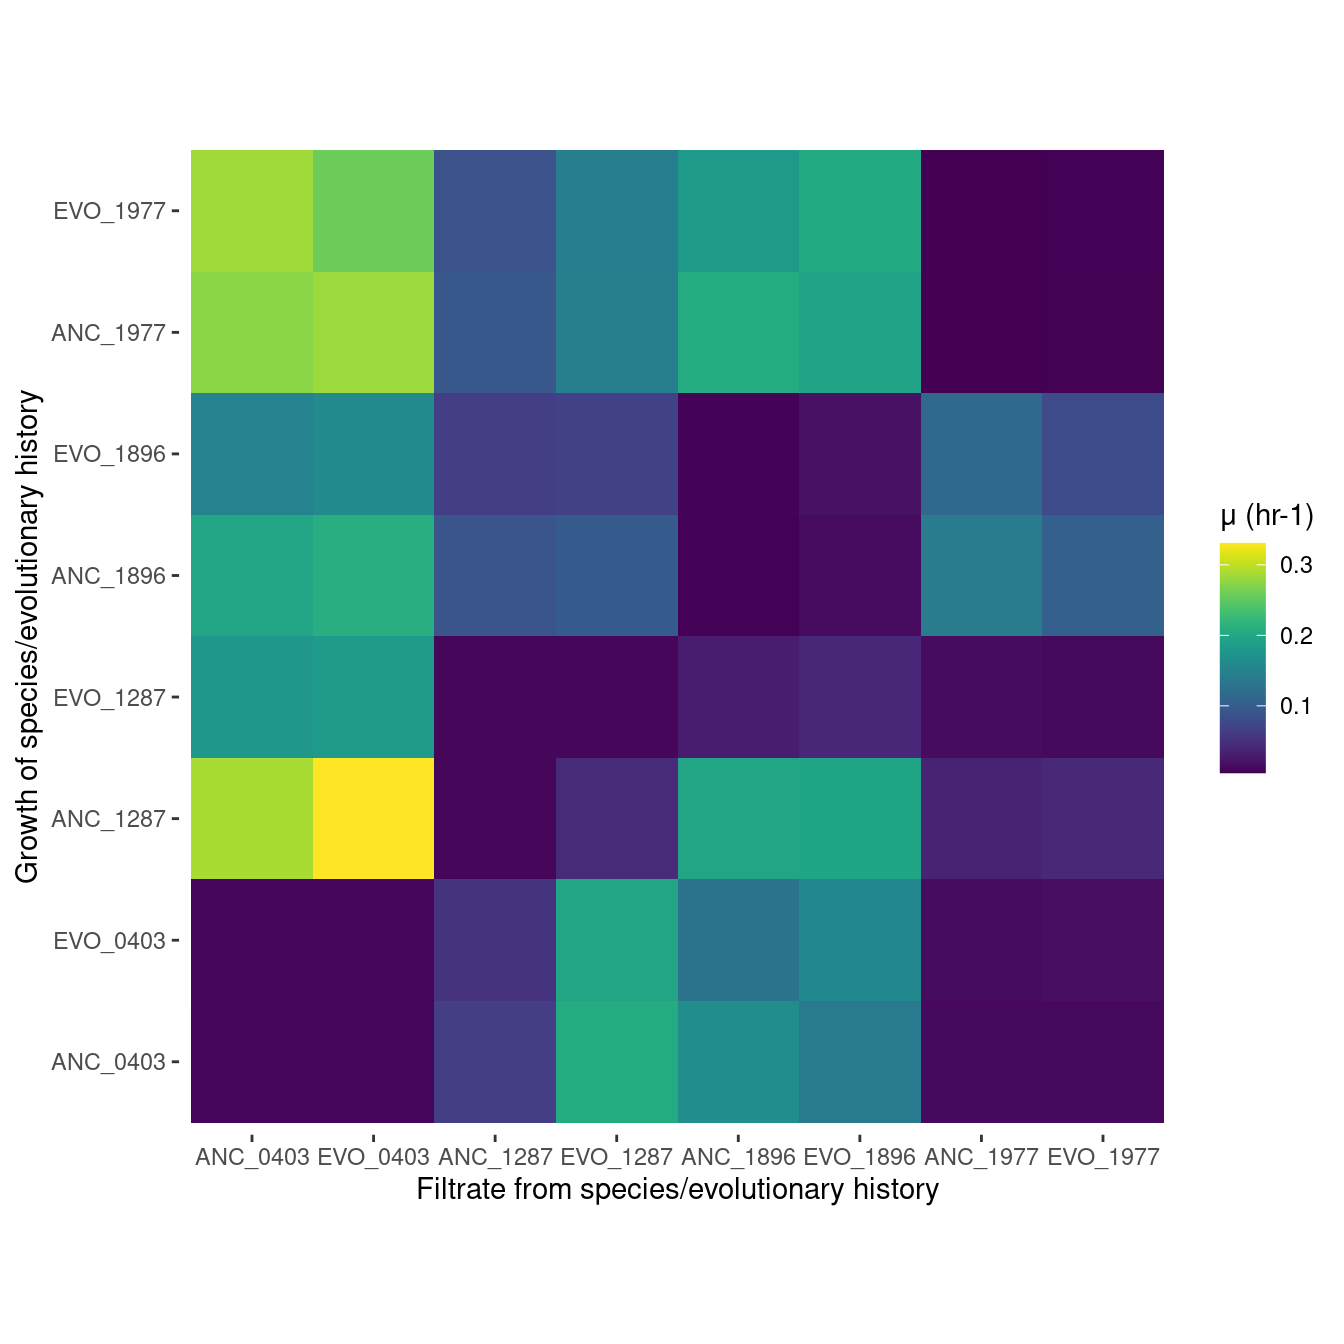 EVO_1977
ANC_1977
EVO_1896
ANC_1896
EVO_1287
ANC_1287
EVO_0403
ANC_0403
Growth of species/evolutionary history
ANC_0403 EVO_0403 ANC_1287 EVO_1287 ANC_1896 EVO_1896 ANC_1977 EVO_1977
Filtrate from species/evolutionary history
µ (hr-1)
0.3
0.2
0.1